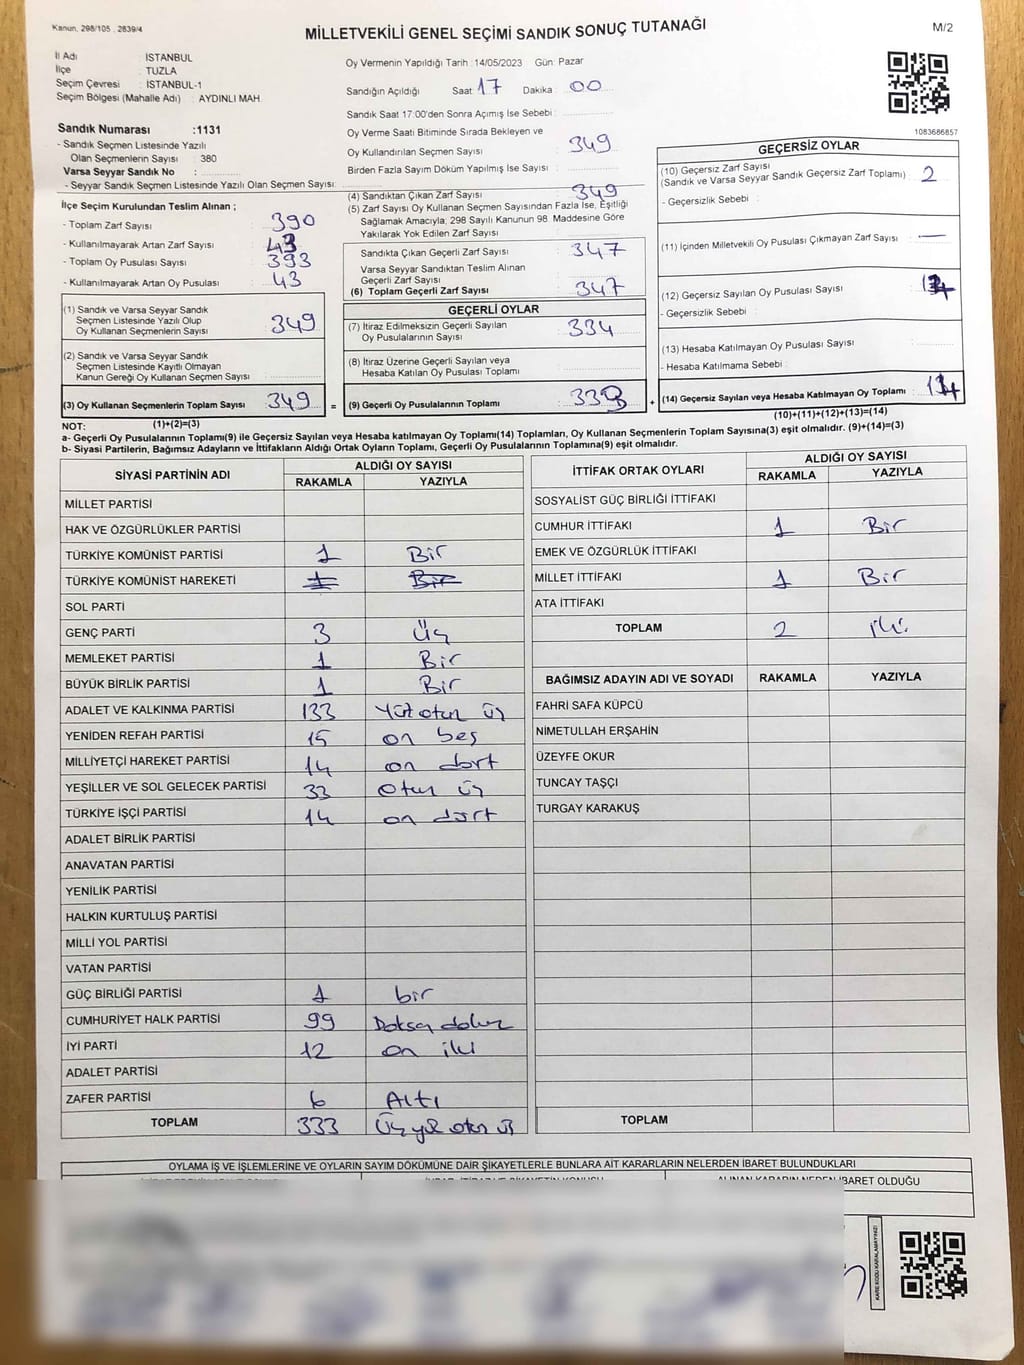 Kanun, 298/105 , 2839/4
MİLLETVEKİLİ GENEL SEÇİMİ SANDIK SONUÇ TUTANAĞI
M/2
İl Adı : İSTANBUL
İlçe : TUZLA
Seçim Çevresi : İSTANBUL-1
Seçim Bölgesi (Mahalle Adı) : AYDINLI MAH.
Sandık Numarası :1131
- Sandık Seçmen Listesinde Yazılı
Olan Seçmenlerin Sayısı : 380
Varsa Seyyar Sandık No :
- Seyyar Sandık Seçmen Listesinde Yazılı Olan Seçmen Sayısı:
İlçe Seçim Kurulundan Teslim Alınan ;
- Toplam Zarf Sayısı : 390
- Kullanılmayarak Artan Zarf Sayısı : 43
- Toplam Oy Pusulası Sayısı : 393
- Kullanılmayarak Artan Oy Pusulası : 43
(1) Sandık ve Varsa Seyyar Sandık
Seçmen Listesinde Yazılı Olup
Oy Kullanan Seçmenlerin Sayısı : 349
(2) Sandık ve Varsa Seyyar Sandık
Seçmen Listesinde Kayıtlı Olmayan
Kanun Gereği Oy Kullanan Seçmen Sayısı :
(3) Oy Kullanan Seçmenlerin Toplam Sayısı 349
(1)+(2)=(3)
Oy Vermenin Yapıldığı Tarih : 14/05/2023 Gün: Pazar
Sandığın Açıldığı Saat: 17 Dakika : 00
Sandık Saat 17:00'den Sonra Açımış İse Sebebi :
Oy Verme Saati Bitiminde Sırada Bekleyen ve
Oy Kullandırılan Seçmen Sayısı : 349
Birden Fazla Sayım Döküm Yapılmış İse Sayısı :
(4) Sandıktan Çıkan Zarf Sayısı : 349
(5) Zarf Sayısı Oy Kullanan Seçmen Sayısından Fazla İse, Eşitliği
Sağlamak Amacıyla; 298 Sayılı Kanunun 98. Maddesine Göre
Yakılarak Yok Edilen Zarf Sayısı :
Sandıkta Çıkan Geçerli Zarf Sayısı : 347
Varsa Seyyar Sandıktan Teslim Alınan
Geçerli Zarf Sayısı :
(6) Toplam Geçerli Zarf Sayısı : 347
GEÇERLİ OYLAR
(7) İtiraz Edilmeksizin Geçerli Sayılan
Oy Pusulalarının Sayısı : 334
(8) İtiraz Üzerine Geçerli Sayılan veya
Hesaba Katılan Oy Pusulası Toplamı :
= (9) Geçerli Oy Pusulalarının Toplamı :
1083686857
GEÇERSİZ OYLAR
(10) Geçersiz Zarf Sayısı
(Sandık ve Varsa Seyyar Sandık Geçersiz Zarf Toplamı) : 2
- Geçersizlik Sebebi :
(11) İçinden Milletvekili Oy Pusulası Çıkmayan Zarf Sayısı : —
(12) Geçersiz Sayılan Oy Pusulası Sayısı :
- Geçersizlik Sebebi :
(13) Hesaba Katılmayan Oy Pusulası Sayısı :
- Hesaba Katılmama Sebebi :
+ (14) Geçersiz Sayılan veya Hesaba Katılmayan Oy Toplamı :
(10)+(11)+(12)+(13)=(14)
NOT:
a- Geçerli Oy Pusulalarının Toplamı(9) ile Geçersiz Sayılan veya Hesaba katılmayan Oy Toplamı(14) Toplamları, Oy Kullanan Seçmenlerin Toplam Sayısına(3) eşit olmalıdır. (9)+(14)=(3)
b- Siyasi Partilerin, Bağımsız Adayların ve İttifakların Aldığı Ortak Oyların Toplamı, Geçerli Oy Pusulalarının Toplamına(9) eşit olmalıdır.
SİYASİ PARTİNİN ADI ALDIĞI OY SAYISI
RAKAMLA YAZIYLA
MİLLET PARTİSİ
HAK VE ÖZGÜRLÜKLER PARTİSİ
TÜRKİYE KOMÜNİST PARTİSİ 1 Bir
TÜRKİYE KOMÜNİST HAREKETİ 1 Bir
SOL PARTİ
GENÇ PARTİ 3 Üç
MEMLEKET PARTİSİ 1 Bir
BÜYÜK BİRLİK PARTİSİ 1 Bir
ADALET VE KALKINMA PARTİSİ 133 Yüzotuz üç
YENİDEN REFAH PARTİSİ 15 on beş
MİLLİYETÇİ HAREKET PARTİSİ 14 on dört
YEŞİLLER VE SOL GELECEK PARTİSİ 33 otuz üç
TÜRKİYE İŞÇİ PARTİSİ 14 on dört
ADALET BİRLİK PARTİSİ
ANAVATAN PARTİSİ
YENİLİK PARTİSİ
HALKIN KURTULUŞ PARTİSİ
MİLLİ YOL PARTİSİ
VATAN PARTİSİ
GÜÇ BİRLİĞİ PARTİSİ 1 bir
CUMHURİYET HALK PARTİSİ 99 Doksan dokuz
İYİ PARTİ 12 on iki
ADALET PARTİSİ
ZAFER PARTİSİ 6 Altı
TOPLAM 333 Üç yüz otuz üç
İTTİFAK ORTAK OYLARI ALDIĞI OY SAYISI
RAKAMLA YAZIYLA
SOSYALİST GÜÇ BİRLİĞİ İTTİFAKI
CUMHUR İTTİFAKI 1 Bir
EMEK VE ÖZGÜRLÜK İTTİFAKI
MİLLET İTTİFAKI 1 Bir
ATA İTTİFAKI
TOPLAM 2 iki
BAĞIMSIZ ADAYIN ADI VE SOYADI RAKAMLA YAZIYLA
FAHRİ SAFA KÜPCÜ
NİMETULLAH ERŞAHİN
ÜZEYFE OKUR
TUNCAY TAŞÇI
TURGAY KARAKUŞ
TOPLAM
OYLAMA İŞ VE İŞLEMLERİNE VE OYLARIN SAYIM DÖKÜMÜNE DAİR ŞİKAYETLERLE BUNLARA AİT KARARLARIN NELERDEN İBARET BULUNDUKLARI
ALINAN KARARIN NEDEN İBARET OLDUĞU
KARE KODU KARALAMAYINIZ!